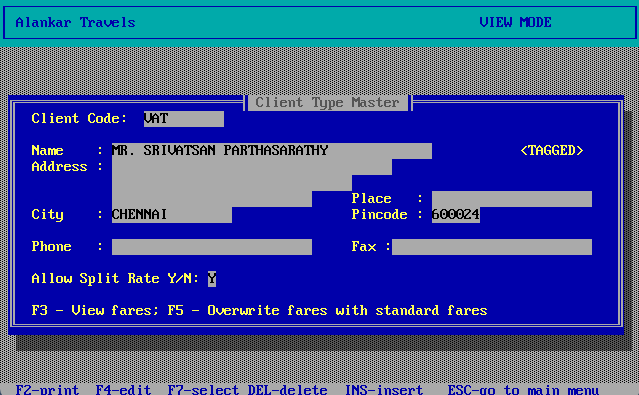 Alankar Travels VIEW MODE
Client Type Master
Client Code: VAT
Name : MR. SRIVATSAN PARTHASARATHY <TAGGED>
Address :
Place :
City : CHENNAI Pincode : 600024
Phone : Fax :
Allow Split Rate Y/N: Y
F3 - View fares; F5 - Overwrite fares with standard fares
F2-print F4-edit F7-select DEL-delete INS-insert ESC-go to main menu